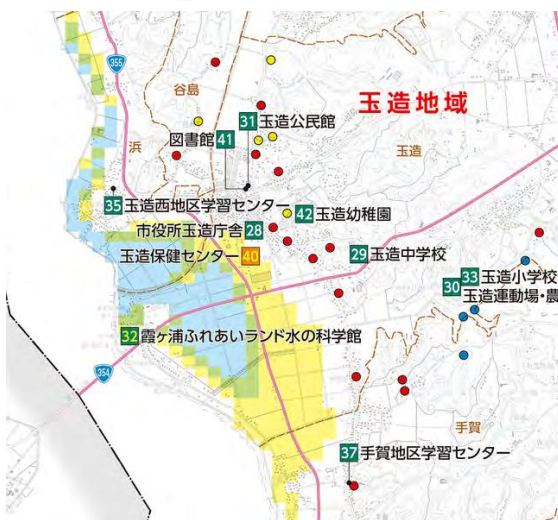 355
谷島
玉造地域
31 玉造公民館
図書館 41
玉造
浜
35 玉造西地区学習センター
42 玉造幼稚園
市役所玉造庁舎 28
玉造保健センター 40
29 玉造中学校
33 玉造小学校
30 玉造運動場・農
32 霞ヶ浦ふれあいランド水の科学館
354
手賀
37 手賀地区学習センター